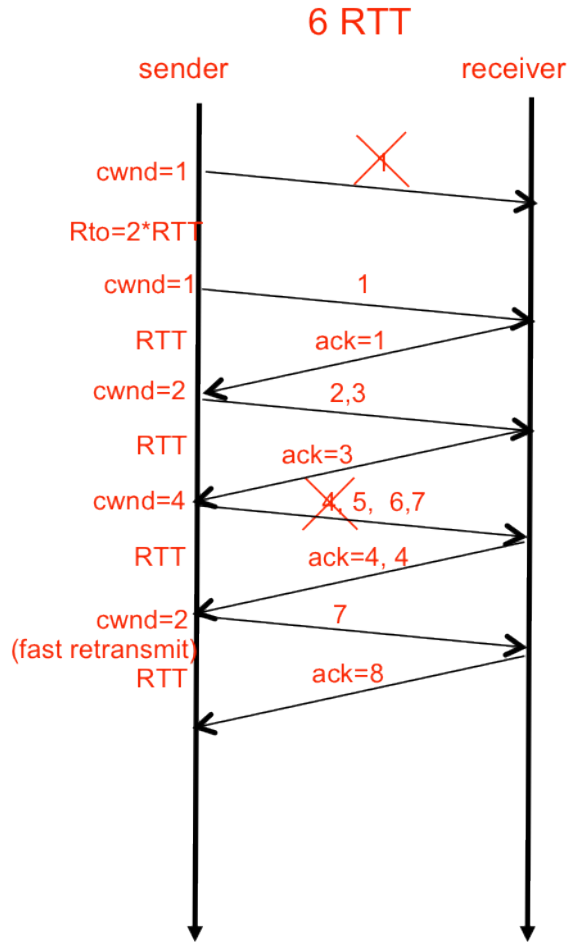 6 RTT
sender receiver
1
cwnd=1
Rto=2*RTT
cwnd=1 1
RTT ack=1
cwnd=2 2,3
RTT ack=3
cwnd=4 4, 5, 6,7
RTT ack=4, 4
cwnd=2 7
(fast retransmit)
RTT ack=8